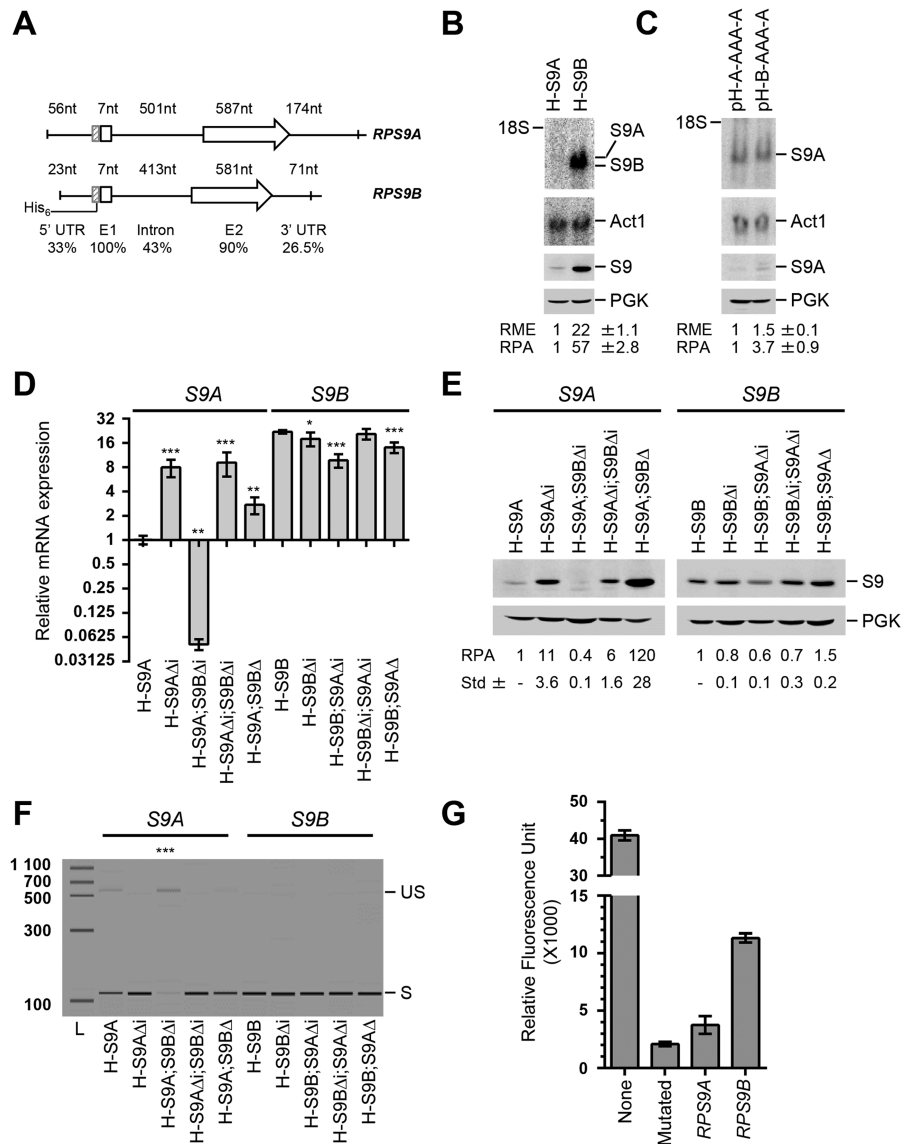 A
56nt 7nt 501nt 587nt 174nt
RPS9A
23nt 7nt 413nt 581nt 71nt
RPS9B
His6
5' UTR E1 Intron E2 3' UTR
33% 100% 43% 90% 26.5%
B
H-S9A H-S9B
18S
S9A
S9B
Act1
S9
PGK
RME 1 22 ±1.1
RPA 1 57 ±2.8
C
pH-A-AAA-A pH-B-AAA-A
18S
S9A
Act1
S9A
PGK
RME 1 1.5 ±0.1
RPA 1 3.7 ±0.9
D
S9A S9B
Relative mRNA expression
32
16
8
4
2
1
0.5
0.25
0.125
0.0625
0.03125
*** ** *** ** * *** ***
H-S9A H-S9AΔi H-S9A;S9BΔi H-S9AΔi;S9BΔi H-S9A;S9BΔ H-S9B H-S9BΔi H-S9B;S9AΔi H-S9BΔi;S9AΔi H-S9B;S9AΔ
E
S9A S9B
H-S9A H-S9AΔi H-S9A;S9BΔi H-S9AΔi;S9BΔi H-S9A;S9BΔ H-S9B H-S9BΔi H-S9B;S9AΔi H-S9BΔi;S9AΔi H-S9B;S9AΔ
S9
PGK
RPA 1 11 0.4 6 120 1 0.8 0.6 0.7 1.5
Std ± - 3.6 0.1 1.6 28 - 0.1 0.1 0.3 0.2
F
S9A S9B
***
1 100
700
500
300
100
US
S
L H-S9A H-S9AΔi H-S9A;S9BΔi H-S9AΔi;S9BΔi H-S9A;S9BΔ H-S9B H-S9BΔi H-S9B;S9AΔi H-S9BΔi;S9AΔi H-S9B;S9AΔ
G
Relative Fluorescence Unit
(X1000)
50
40
30
15
10
5
0
None Mutated RPS9A RPS9B